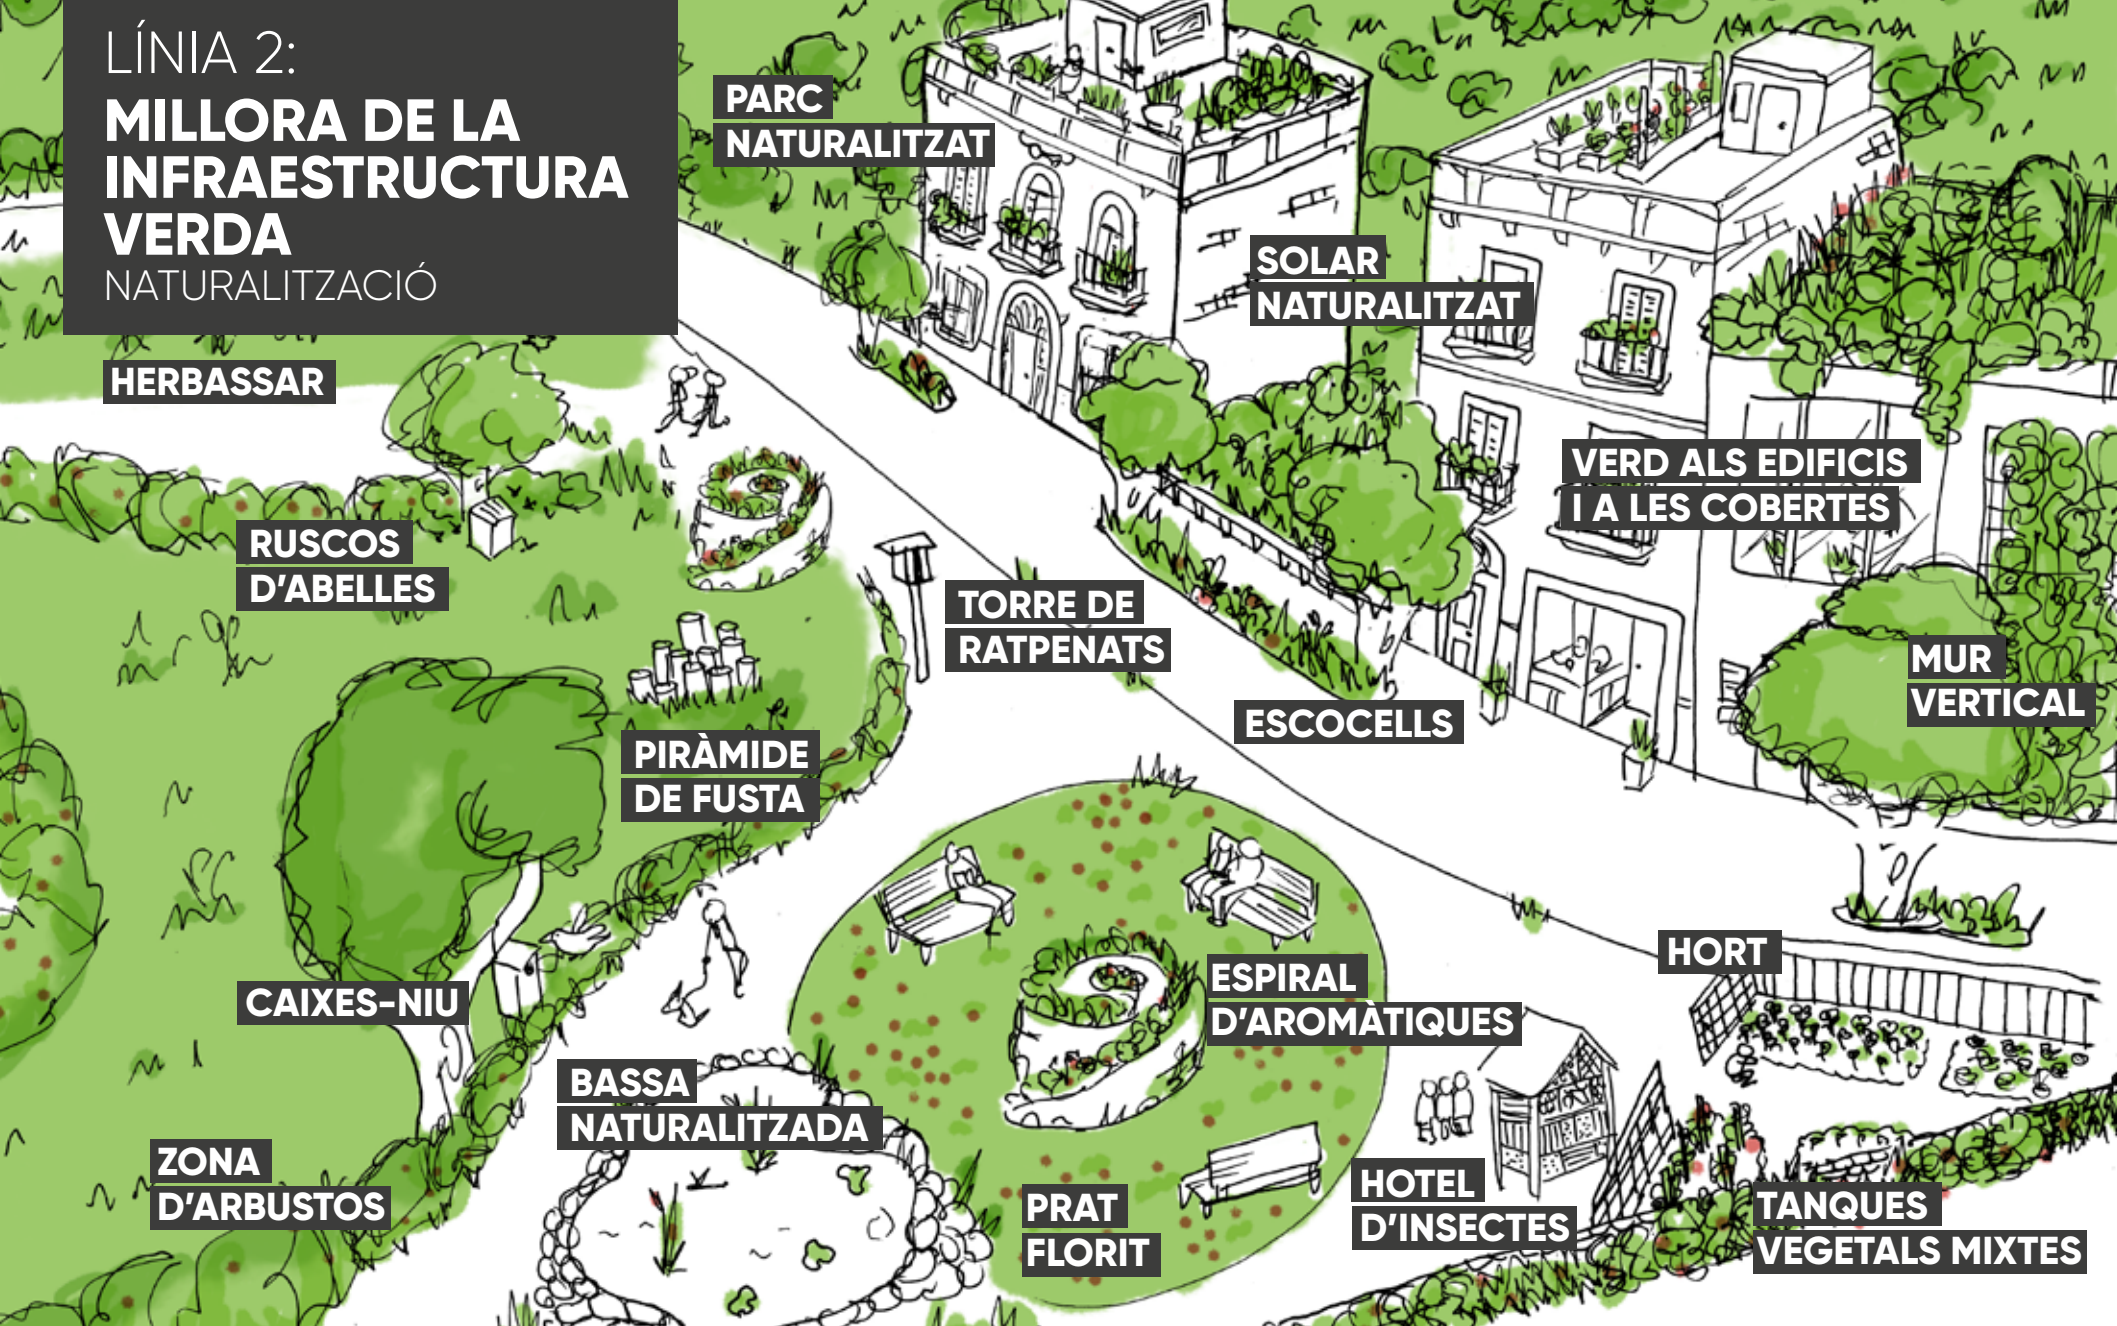 LÍNIA 2:
MILLORA DE LA
INFRAESTRUCTURA
VERDA
NATURALITZACIÓ
PARC
NATURALITZAT
SOLAR
NATURALITZAT
HERBASSAR
VERD ALS EDIFICIS
I A LES COBERTES
RUSCOS
D'ABELLES
TORRE DE
RATPENATS
MUR
VERTICAL
ESCOCELLS
PIRÀMIDE
DE FUSTA
HORT
CAIXES-NIU
ESPIRAL
D'AROMÀTIQUES
BASSA
NATURALITZADA
ZONA
D'ARBUSTOS
PRAT
FLORIT
HOTEL
D'INSECTES
TANQUES
VEGETALS MIXTES